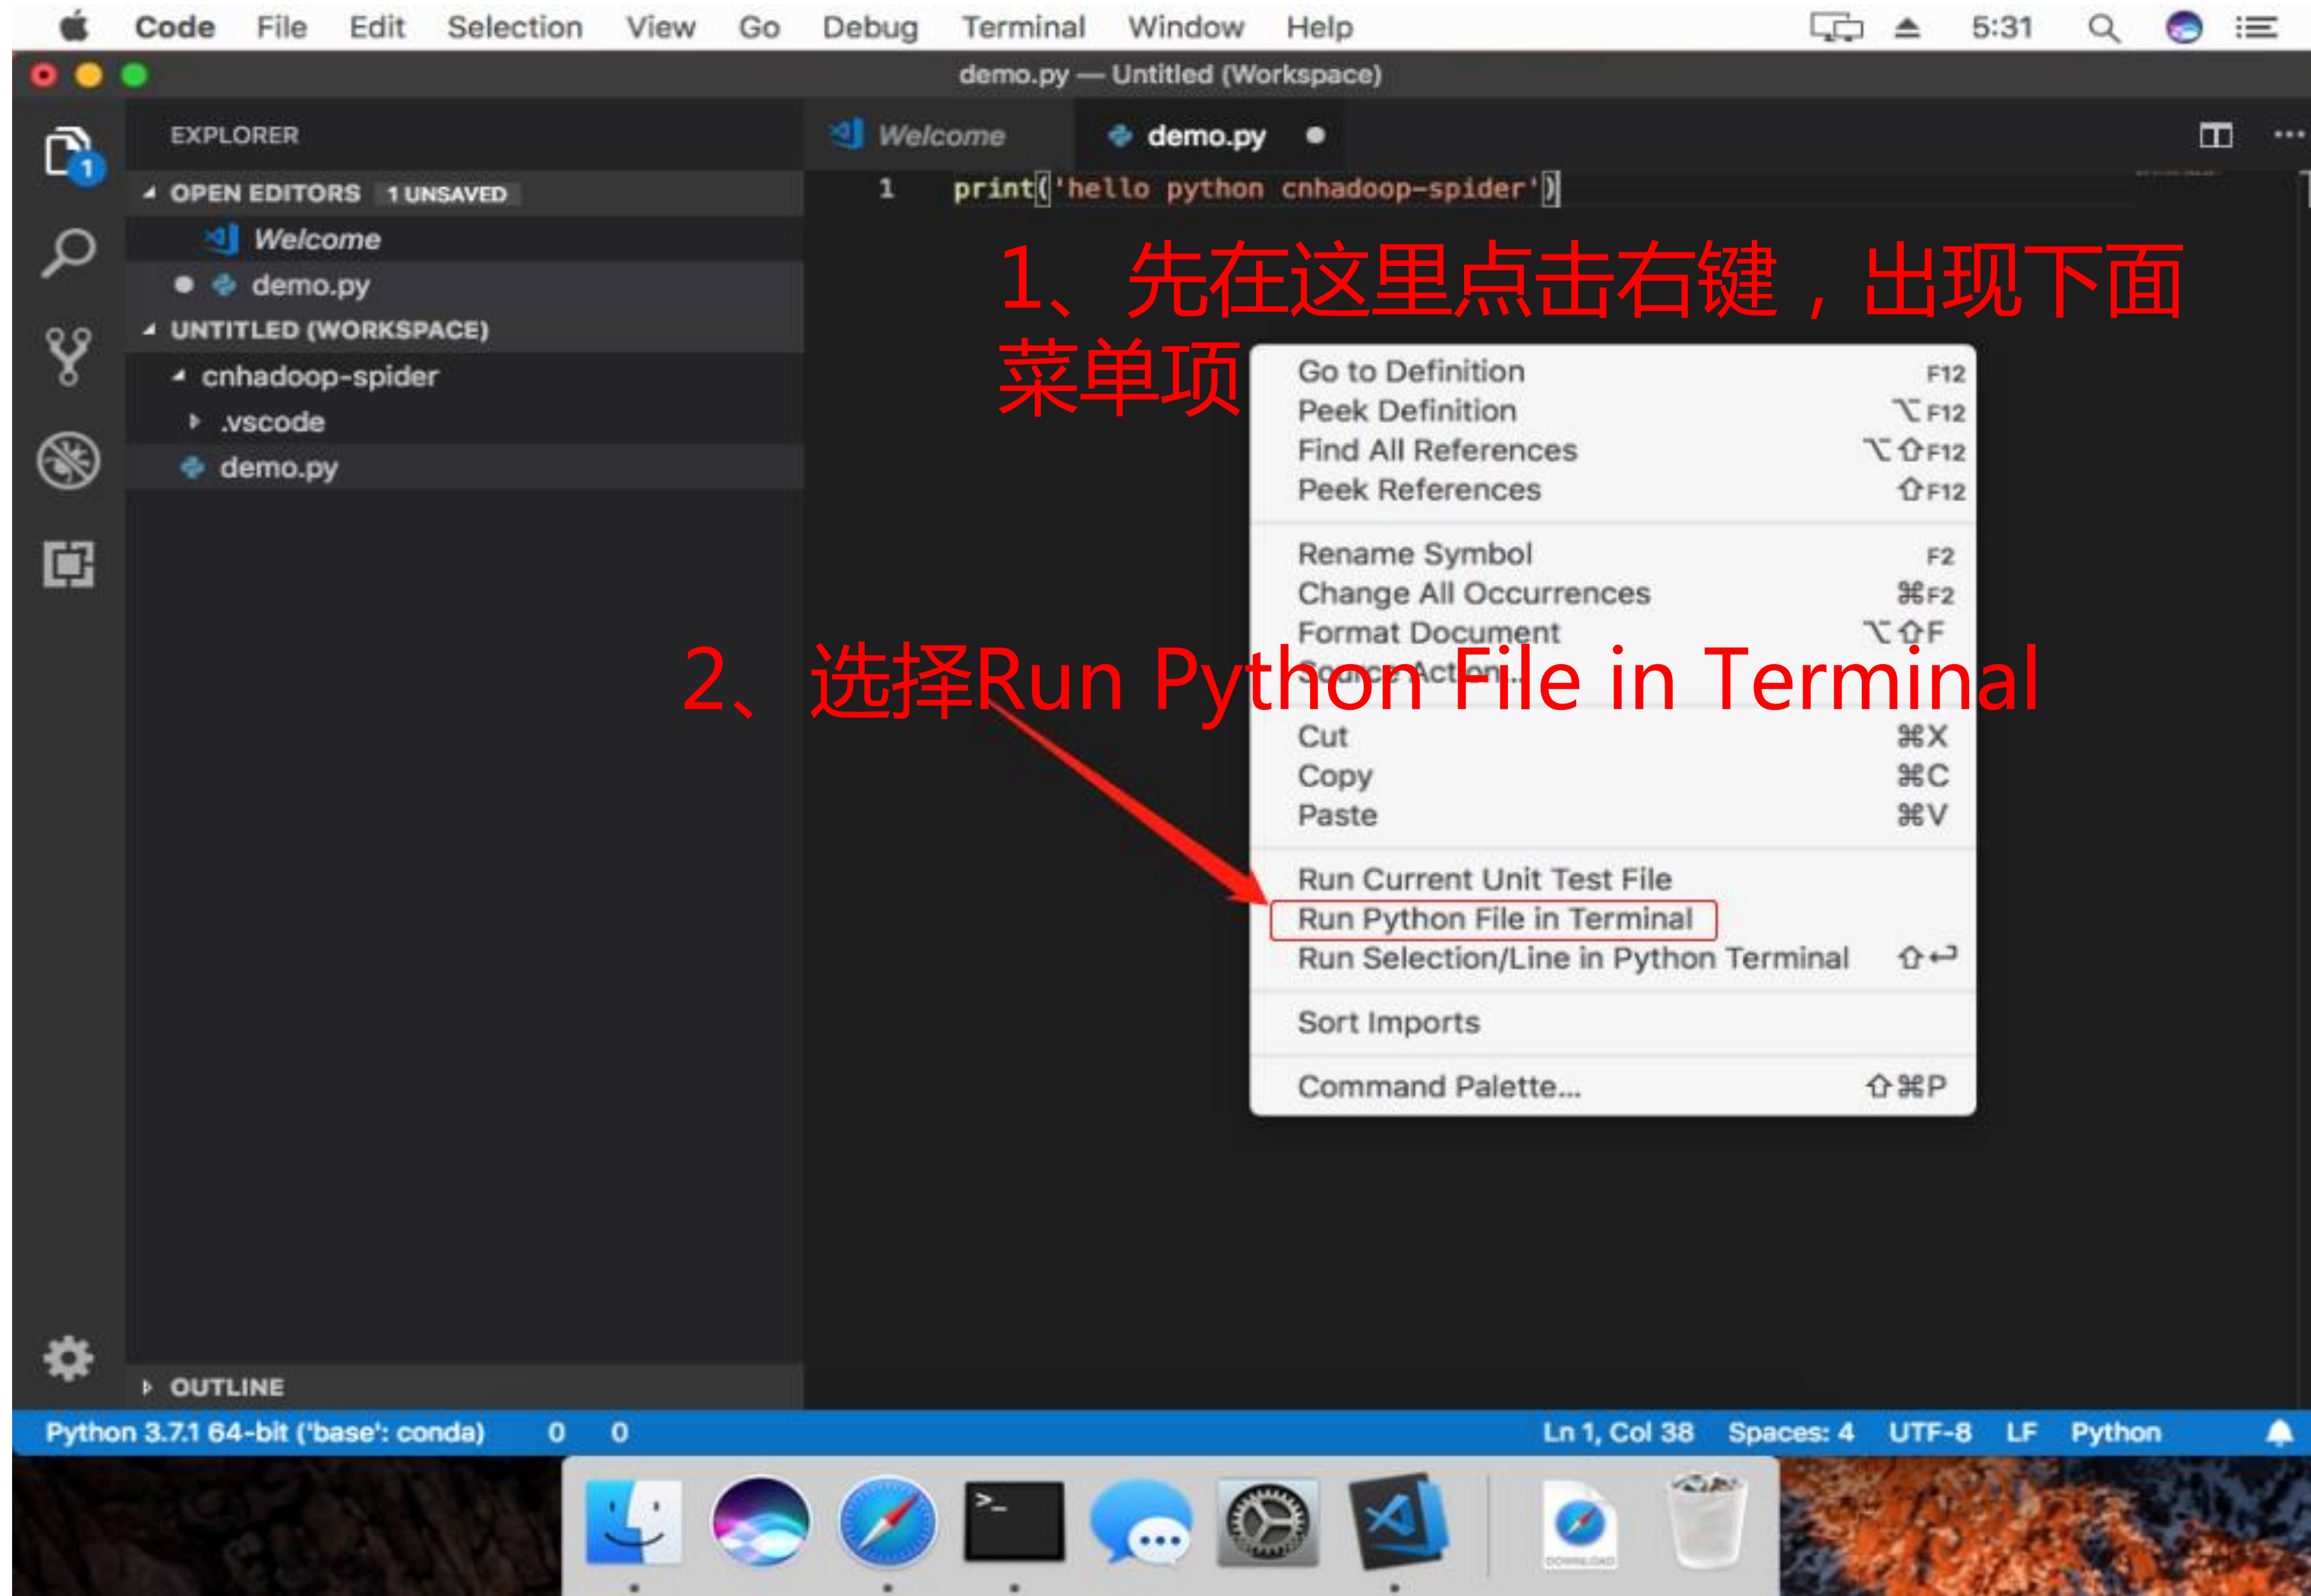 Code File Edit Selection View Go Debug Terminal Window Help 5:31
demo.py — Untitled (Workspace)
EXPLORER
Welcome demo.py
OPEN EDITORS 1 UNSAVED
1 print('hello python cnhadoop-spider')
Welcome
demo.py
UNTITLED (WORKSPACE)
cnhadoop-spider
.vscode
demo.py
1
1、先在这里点击右键，出现下面
菜单项
Go to Definition F12
Peek Definition ⌥F12
Find All References ⌥⇧F12
Peek References ⇧F12
Rename Symbol F2
Change All Occurrences ⌘F2
Format Document ⌥⇧F
Source Action...
2、选择Run Python File in Terminal
Cut ⌘X
Copy ⌘C
Paste ⌘V
Run Current Unit Test File
Run Python File in Terminal
Run Selection/Line in Python Terminal ⇧↩
Sort Imports
Command Palette... ⇧⌘P
OUTLINE
Python 3.7.1 64-bit ('base': conda) 0 0 Ln 1, Col 38 Spaces: 4 UTF-8 LF Python
>_
DOWNLOAD